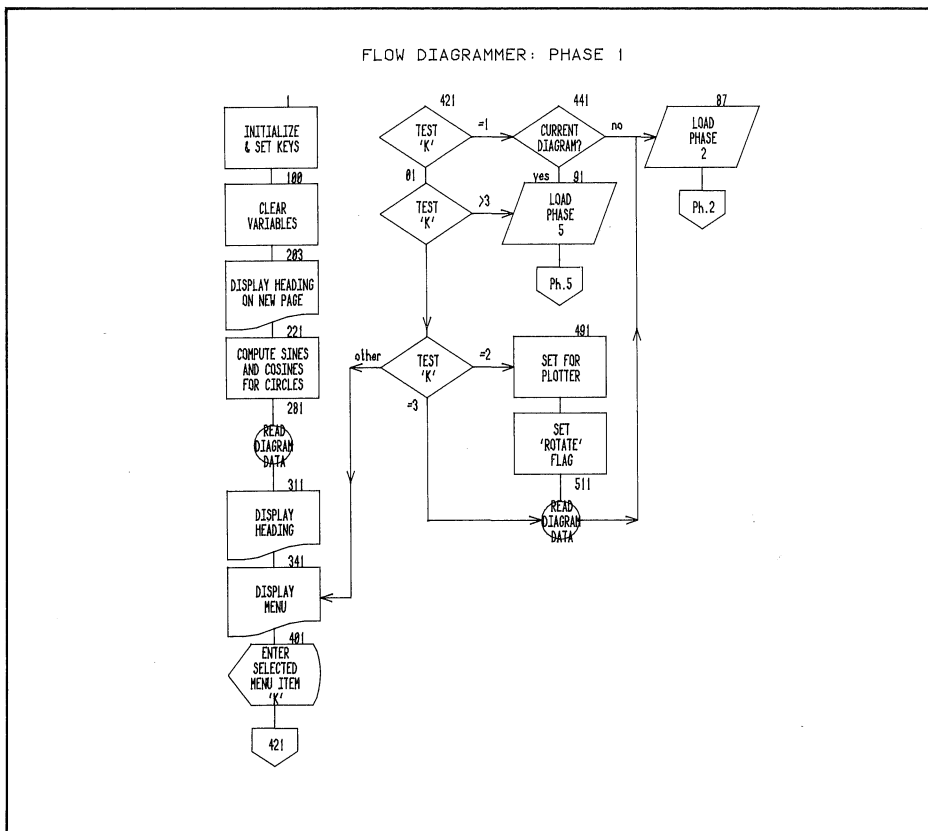 FLOW DIAGRAMMER: PHASE 1
1
INITIALIZE
& SET KEYS
100
CLEAR
VARIABLES
203
DISPLAY HEADING
ON NEW PAGE
221
COMPUTE SINES
AND COSINES
FOR CIRCLES
281
READ
DIAGRAM
DATA
311
DISPLAY
HEADING
341
DISPLAY
MENU
401
ENTER
SELECTED
MENU ITEM
'K'
421
421
TEST
'K'
=1
441
CURRENT
DIAGRAM?
no
87
LOAD
PHASE
2
Ph.2
81
TEST
'K'
>3
yes
91
LOAD
PHASE
5
Ph.5
other
TEST
'K'
=2
=3
491
SET FOR
PLOTTER
SET
'ROTATE'
FLAG
511
READ
DIAGRAM
DATA